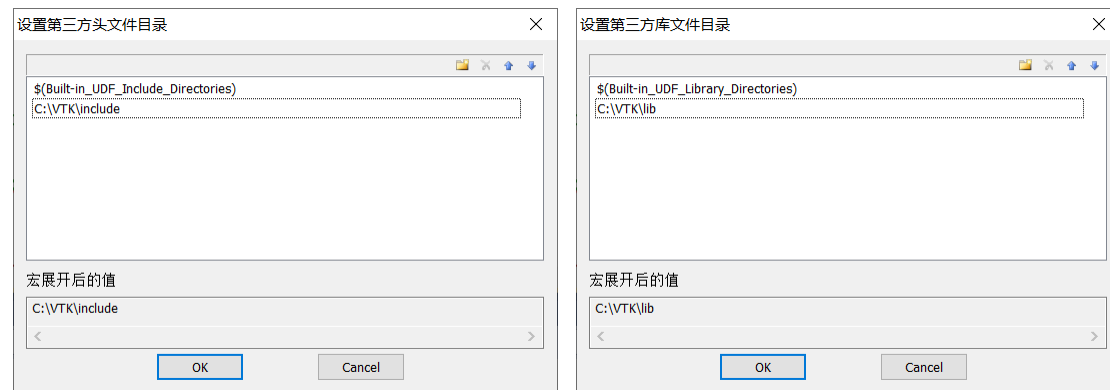 设置第三方头文件目录
$(Built-in_UDF_Include_Directories)
C:\VTK\include
宏展开后的值
C:\VTK\include
OK
Cancel
设置第三方库文件目录
$(Built-in_UDF_Library_Directories)
C:\VTK\lib
宏展开后的值
C:\VTK\lib
OK
Cancel